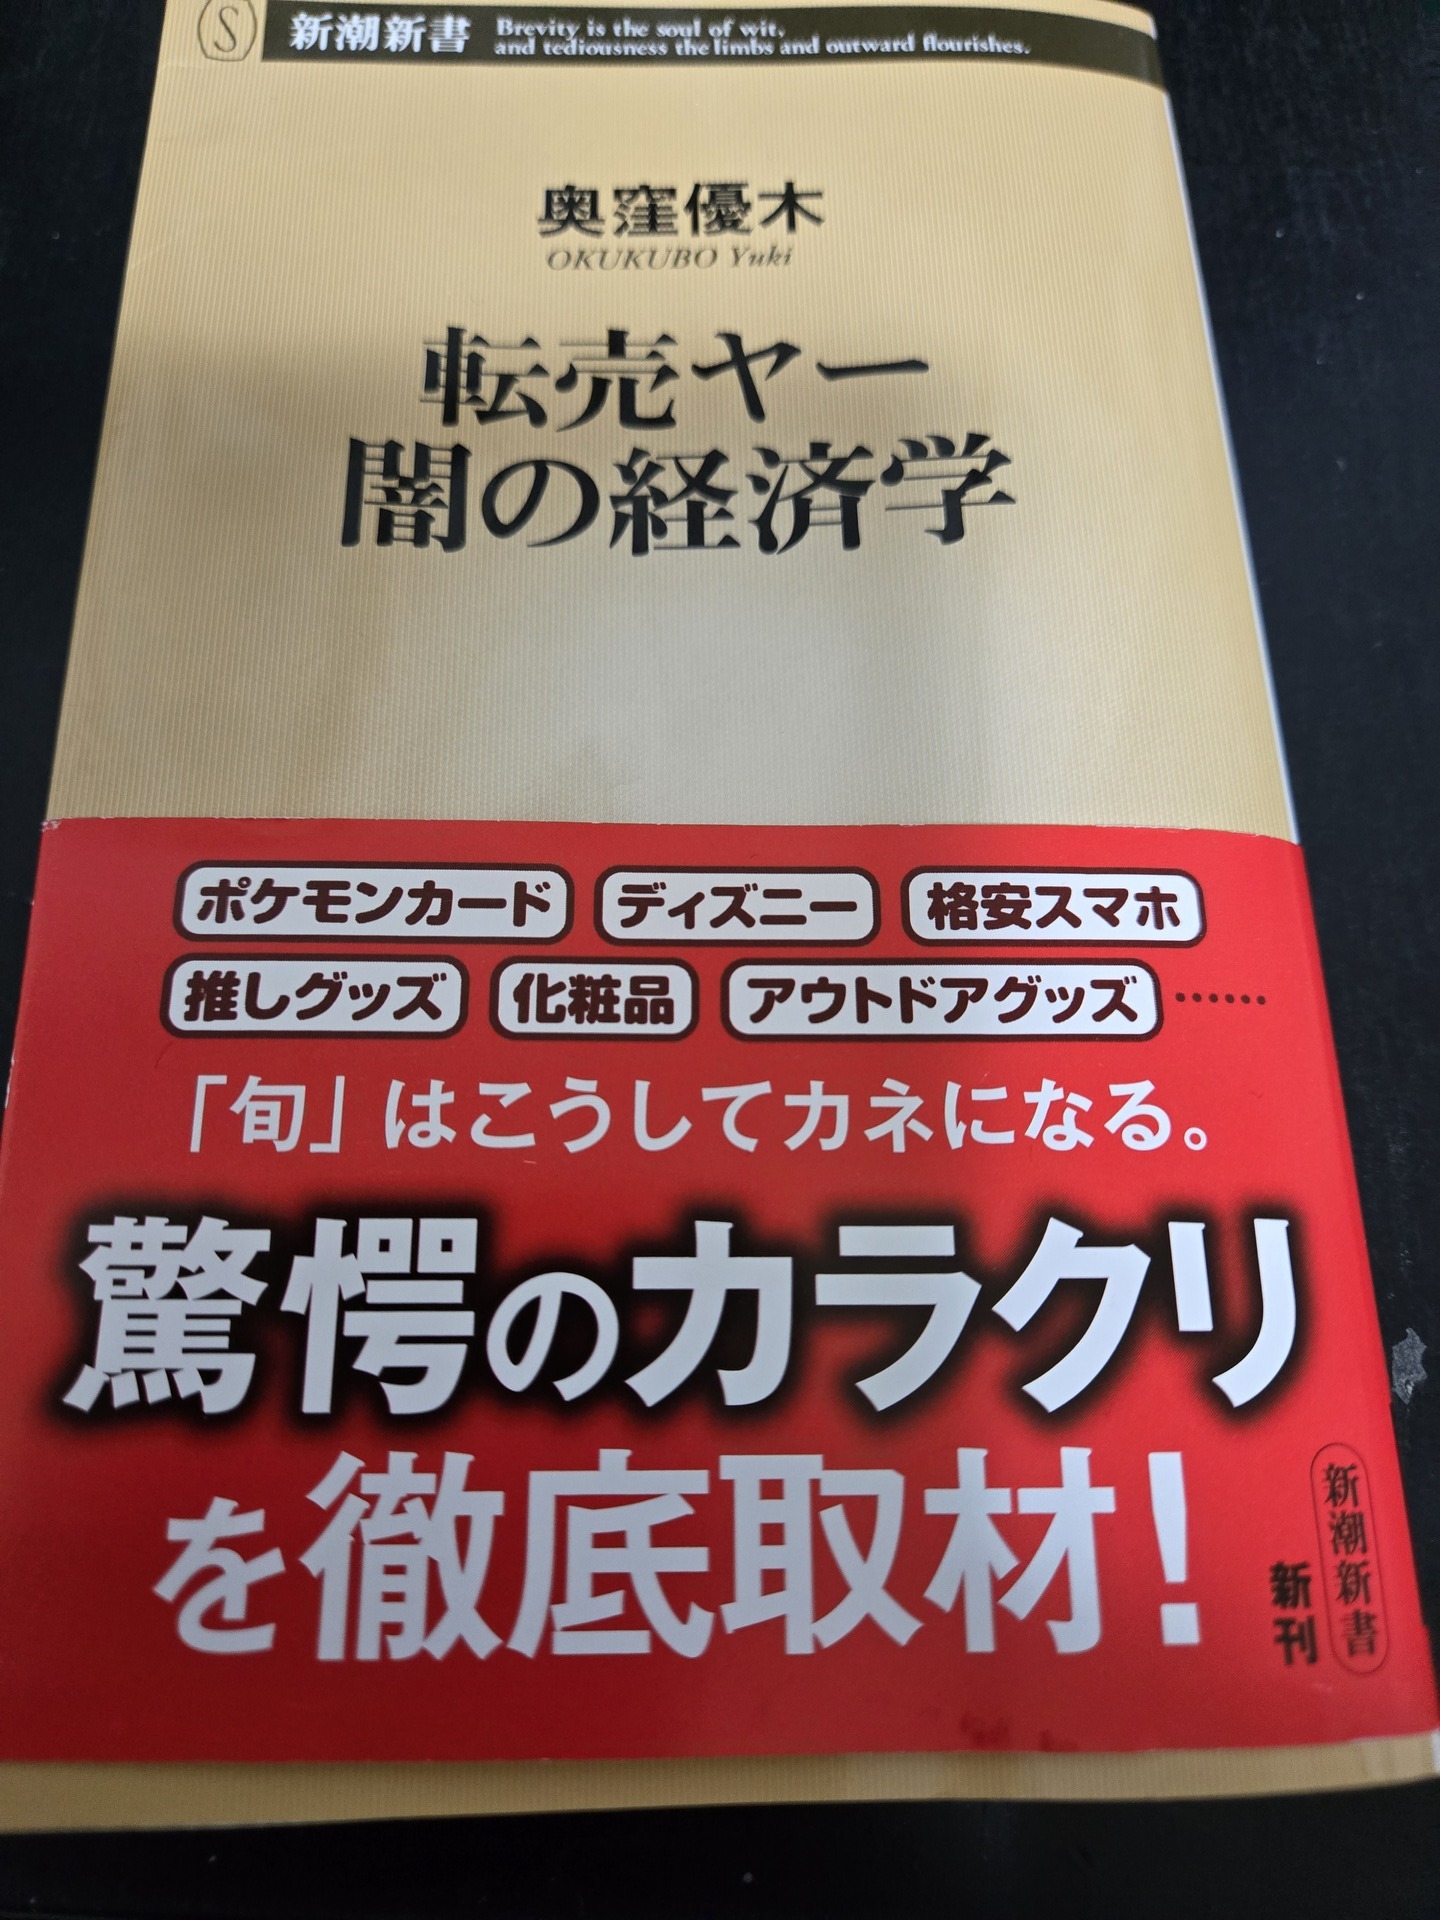 S
新潮新書
Brevity is the soul of wit,
and tediousness the limbs and outward flourishes.
奥窪優木
OKUKUBO Yuki
転売ヤー
闇の経済学
ポケモンカード ディズニー 格安スマホ
推しグッズ 化粧品 アウトドアグッズ……
「旬」はこうしてカネになる。
驚愕のカラクリ
を徹底取材！
新潮新書
新刊